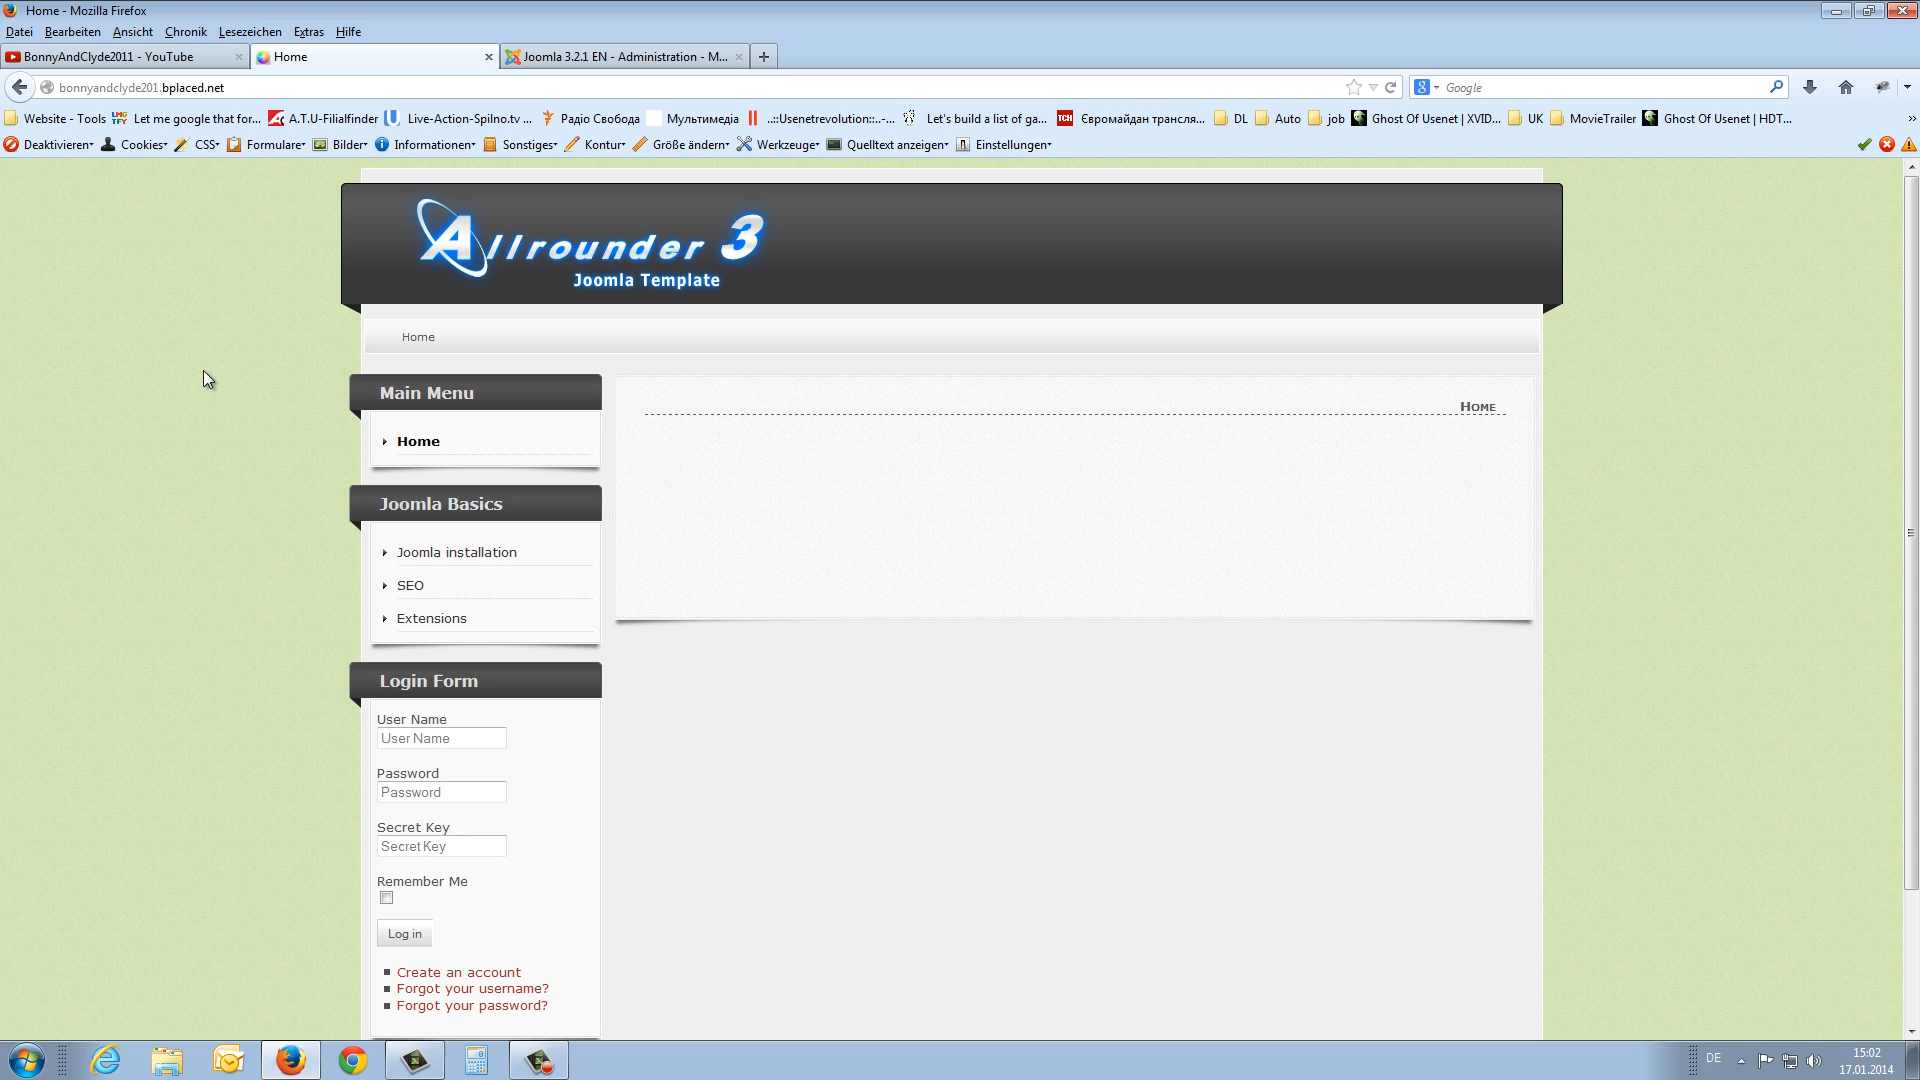 Home - Mozilla Firefox
Datei Bearbeiten Ansicht Chronik Lesezeichen Extras Hilfe
BonnyAndClyde2011 - YouTube Home Joomla 3.2.1 EN - Administration - M...
bonnyandclyde201.bplaced.net Google
Website - Tools Let me google that for... A.T.U-Filialfinder Live-Action-Spilno.tv ... Радіо Свобода Мультимедіа ..::Usenetrevolution::..-... Let's build a list of ga... Євромайдан трансля... DL Auto job Ghost Of Usenet | XVID... UK MovieTrailer Ghost Of Usenet | HDT...
Deaktivieren Cookies CSS Formulare Bilder Informationen Sonstiges Kontur Größe ändern Werkzeuge Quelltext anzeigen Einstellungen
Allrounder 3
Joomla Template
Home
Main Menu
Home
Home
Joomla Basics
Joomla installation
SEO
Extensions
Login Form
User Name
User Name
Password
Password
Secret Key
Secret Key
Remember Me
Log in
Create an account
Forgot your username?
Forgot your password?
DE
15:02
17.01.2014